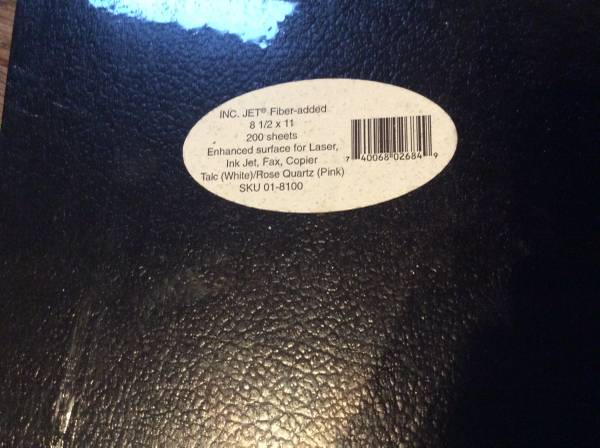 INC. JET® Fiber-added
8 1/2 x 11
200 sheets
Enhanced surface for Laser,
Ink Jet, Fax, Copier
Talc (White)/Rose Quartz (Pink)
SKU 01-8100
7 40068 02684 9